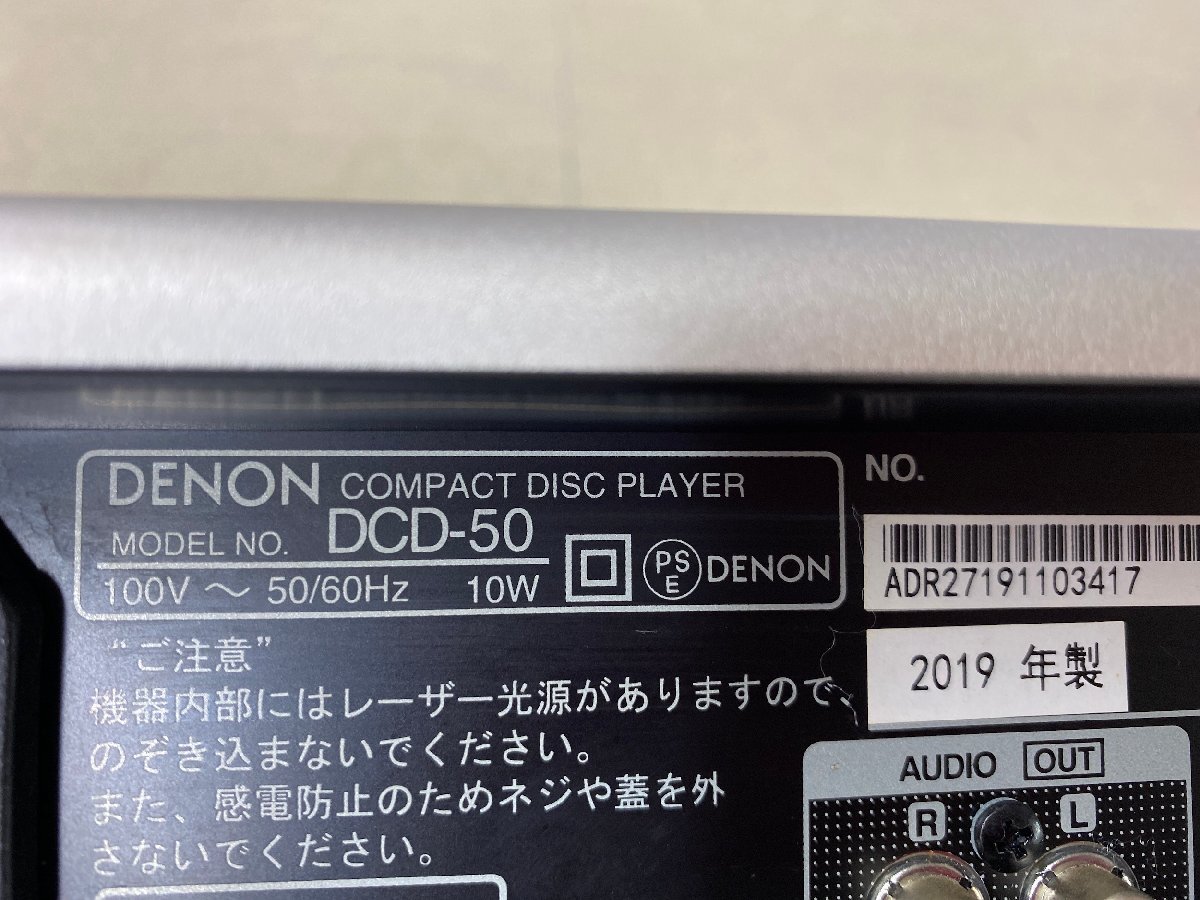 DENON COMPACT DISC PLAYER
MODEL NO. DCD-50
100V ～ 50/60Hz 10W
PS
E
DENON
NO.
ADR27191103417
2019 年製
"ご注意"
機器内部にはレーザー光源がありますので、
のぞき込まないでください。
また、感電防止のためネジや蓋を外
さないでください。
AUDIO OUT
R L